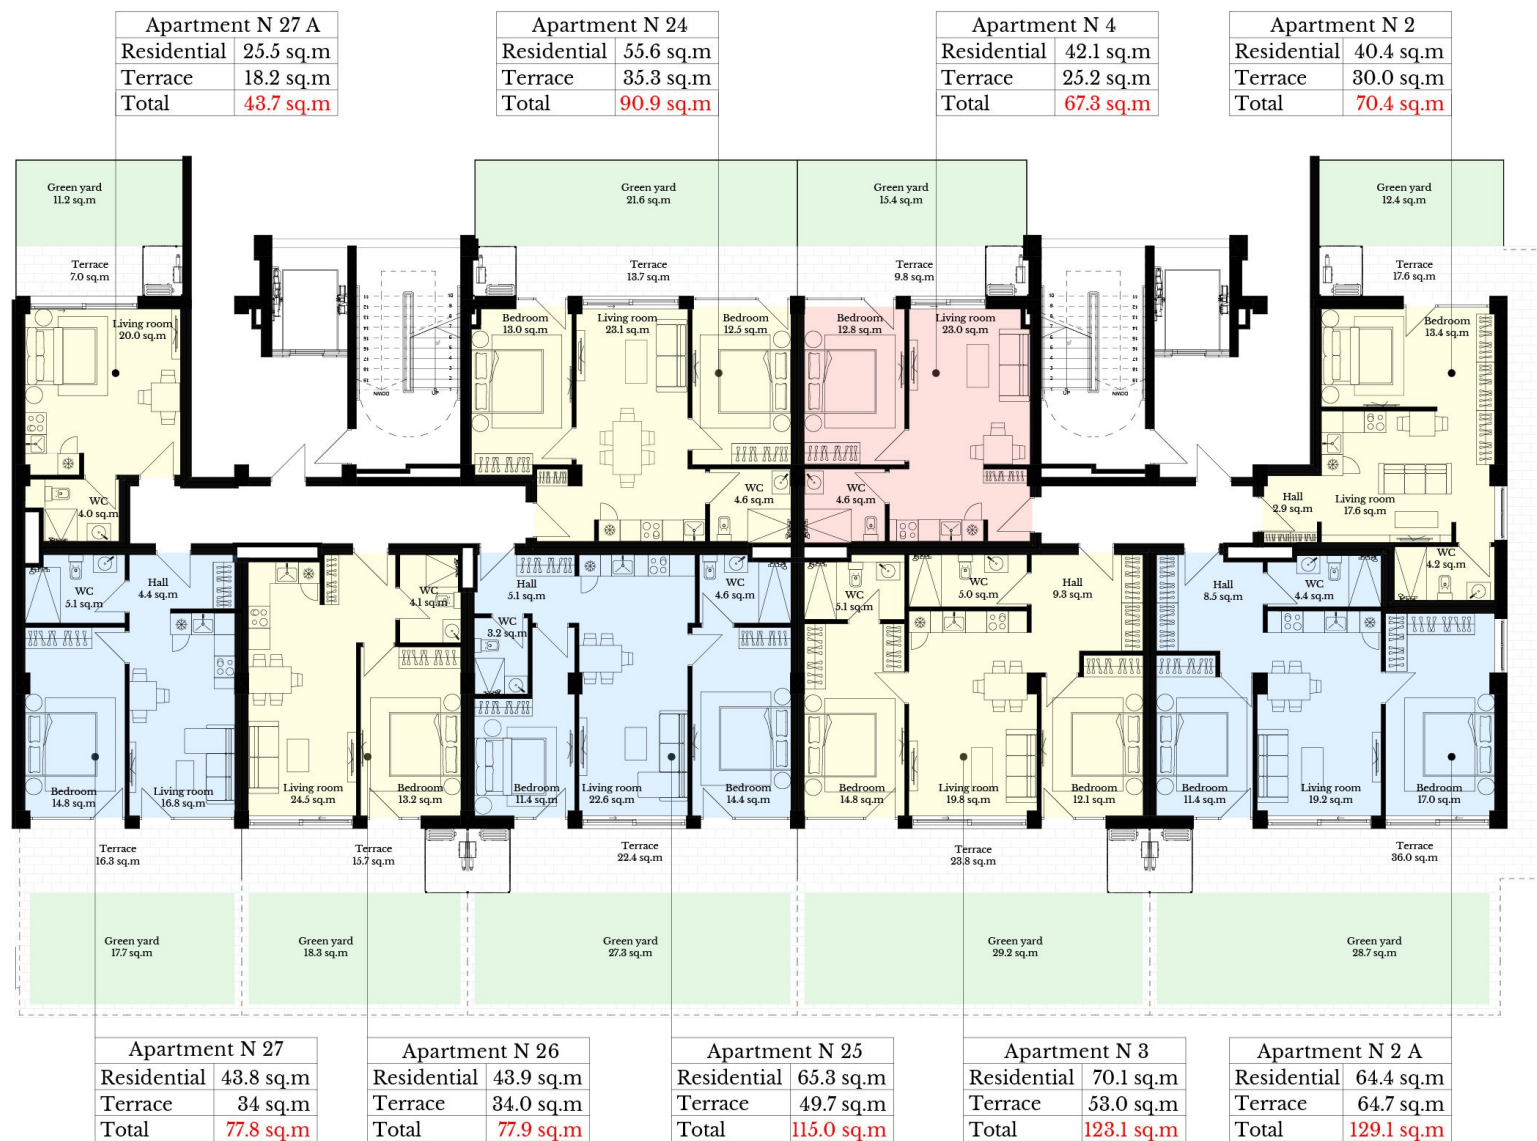 Apartment N 27 A
Residential 25.5 sq.m
Terrace 18.2 sq.m
Total 43.7 sq.m
Apartment N 24
Residential 55.6 sq.m
Terrace 35.3 sq.m
Total 90.9 sq.m
Apartment N 4
Residential 42.1 sq.m
Terrace 25.2 sq.m
Total 67.3 sq.m
Apartment N 2
Residential 40.4 sq.m
Terrace 30.0 sq.m
Total 70.4 sq.m
Green yard
11.2 sq.m
Green yard
21.6 sq.m
Green yard
15.4 sq.m
Green yard
12.4 sq.m
Terrace
7.0 sq.m
Terrace
13.7 sq.m
Terrace
9.8 sq.m
Terrace
17.6 sq.m
Living room
20.0 sq.m
Bedroom
13.0 sq.m
Living room
23.1 sq.m
Bedroom
12.5 sq.m
Bedroom
12.8 sq.m
Living room
23.0 sq.m
Bedroom
13.4 sq.m
DOWN
UP
DOWN
UP
WC
4.0 sq.m
WC
4.6 sq.m
WC
4.6 sq.m
Hall
2.9 sq.m
Living room
17.6 sq.m
WC
4.2 sq.m
WC
5.1 sq.m
Hall
4.4 sq.m
WC
4.1 sq.m
Hall
5.1 sq.m
WC
3.2 sq.m
WC
4.6 sq.m
WC
5.1 sq.m
WC
5.0 sq.m
Hall
9.3 sq.m
Hall
8.5 sq.m
WC
4.4 sq.m
Bedroom
14.8 sq.m
Living room
16.8 sq.m
Living room
24.5 sq.m
Bedroom
13.2 sq.m
Bedroom
11.4 sq.m
Living room
22.6 sq.m
Bedroom
14.4 sq.m
Bedroom
14.8 sq.m
Living room
19.8 sq.m
Bedroom
12.1 sq.m
Bedroom
11.4 sq.m
Living room
19.2 sq.m
Bedroom
17.0 sq.m
Terrace
16.3 sq.m
Terrace
15.7 sq.m
Terrace
22.4 sq.m
Terrace
23.8 sq.m
Terrace
36.0 sq.m
Green yard
17.7 sq.m
Green yard
18.3 sq.m
Green yard
27.3 sq.m
Green yard
29.2 sq.m
Green yard
28.7 sq.m
Apartment N 27
Residential 43.8 sq.m
Terrace 34 sq.m
Total 77.8 sq.m
Apartment N 26
Residential 43.9 sq.m
Terrace 34.0 sq.m
Total 77.9 sq.m
Apartment N 25
Residential 65.3 sq.m
Terrace 49.7 sq.m
Total 115.0 sq.m
Apartment N 3
Residential 70.1 sq.m
Terrace 53.0 sq.m
Total 123.1 sq.m
Apartment N 2 A
Residential 64.4 sq.m
Terrace 64.7 sq.m
Total 129.1 sq.m